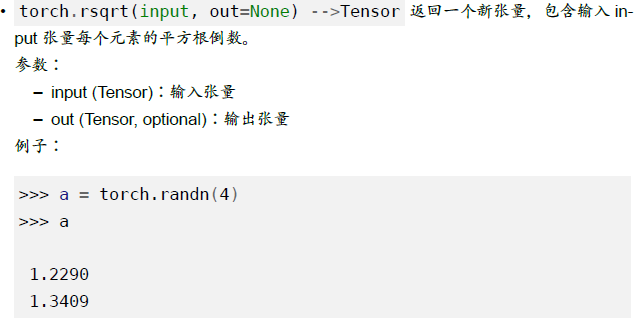 • torch.rsqrt(input, out=None) -->Tensor 返回一个新张量，包含输入 in-
put 张量每个元素的平方根倒数。
参数：
– input (Tensor)：输入张量
– out (Tensor, optional)：输出张量
例子：
>>> a = torch.randn(4)
>>> a
1.2290
1.3409